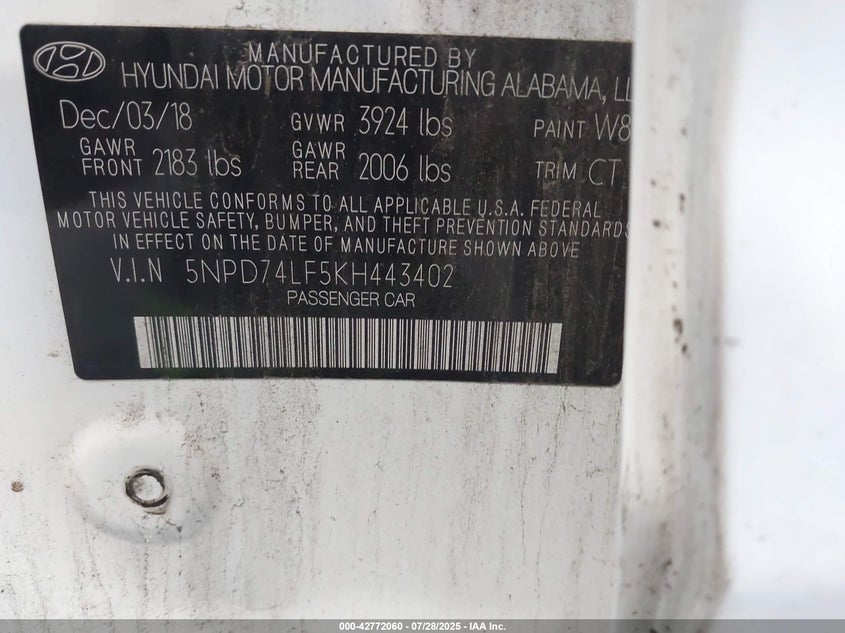 MANUFACTURED BY
HYUNDAI MOTOR MANUFACTURING ALABAMA, LL
Dec/03/18 GVWR 3924 lbs PAINT W8
GAWR FRONT 2183 lbs GAWR REAR 2006 lbs TRIM CT
THIS VEHICLE CONFORMS TO ALL APPLICABLE U.S.A. FEDERAL
MOTOR VEHICLE SAFETY, BUMPER, AND THEFT PREVENTION STANDARDS
IN EFFECT ON THE DATE OF MANUFACTURE SHOWN ABOVE
V.I.N 5NPD74LF5KH443402
PASSENGER CAR
000-42772060 - 07/28/2025 - IAA Inc.